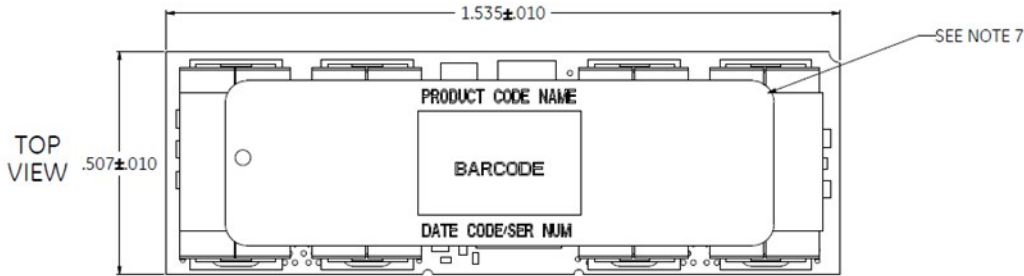 1.535±.010
SEE NOTE 7
PRODUCT CODE NAME
TOP
VIEW
.507±.010
BARCODE
DATE CODE/SER NUM